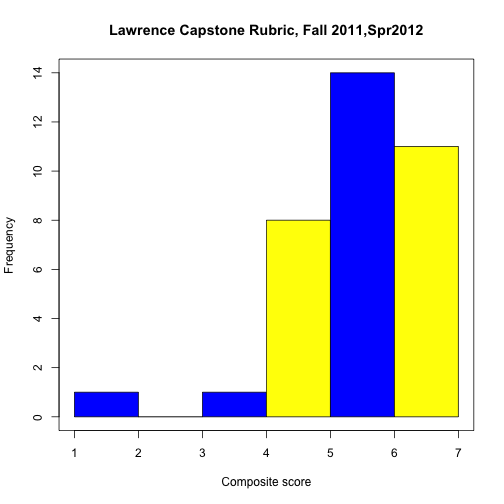 Lawrence Capstone Rubric, Fall 2011,Spr2012
14
12
10
8
6
4
2
0
Frequency
1 2 3 4 5 6 7
Composite score